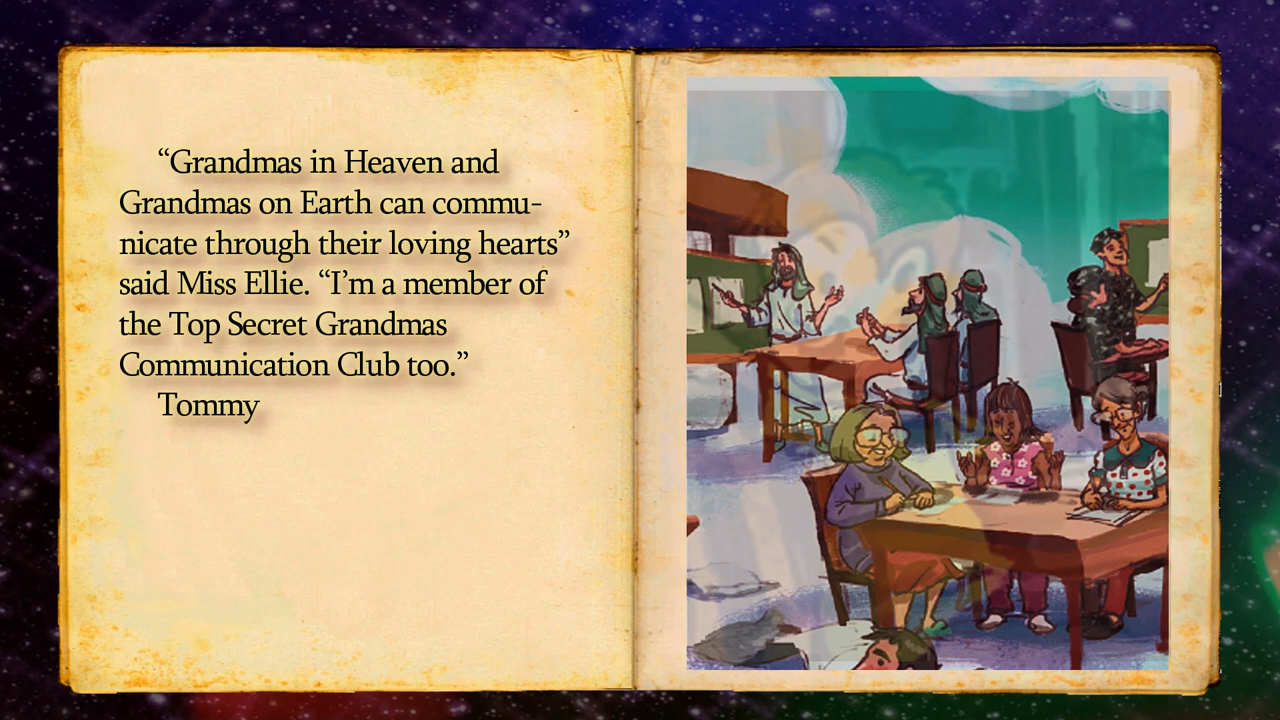 “Grandmas in Heaven and
Grandmas on Earth can commu-
nicate through their loving hearts”
said Miss Ellie. “I’m a member of
the Top Secret Grandmas
Communication Club too.”
Tommy